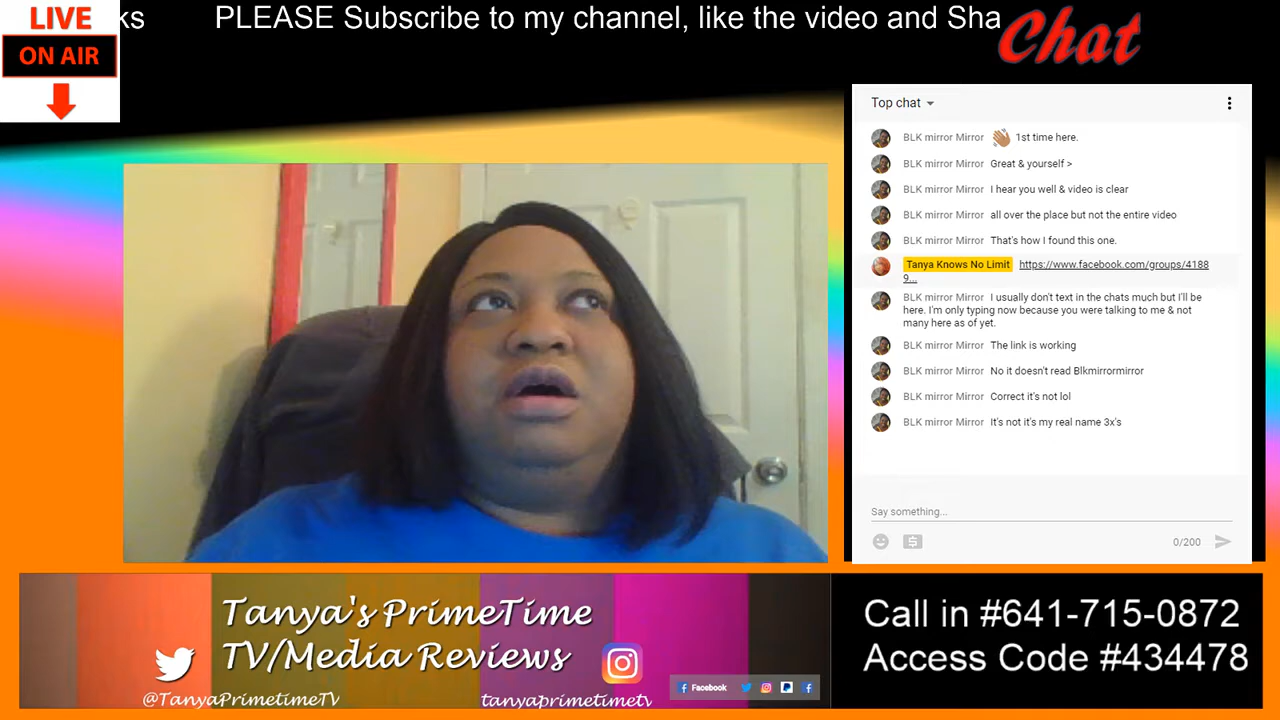 LIVE
ks PLEASE Subscribe to my channel, like the video and Sha
Chat
ON AIR
Top chat
BLK mirror Mirror 1st time here.
BLK mirror Mirror Great & yourself >
BLK mirror Mirror I hear you well & video is clear
BLK mirror Mirror all over the place but not the entire video
BLK mirror Mirror That's how I found this one.
Tanya Knows No Limit https://www.facebook.com/groups/4188
9...
BLK mirror Mirror I usually don't text in the chats much but I'll be
here. I'm only typing now because you were talking to me & not
many here as of yet.
BLK mirror Mirror The link is working
BLK mirror Mirror No it doesn't read Blkmirrormirror
BLK mirror Mirror Correct it's not lol
BLK mirror Mirror It's not it's my real name 3x's
Say something...
0/200
Tanya's PrimeTime
TV/Media Reviews
@TanyaPrimetimeTV
tanyaprimetimetv
Facebook
Call in #641-715-0872
Access Code #434478